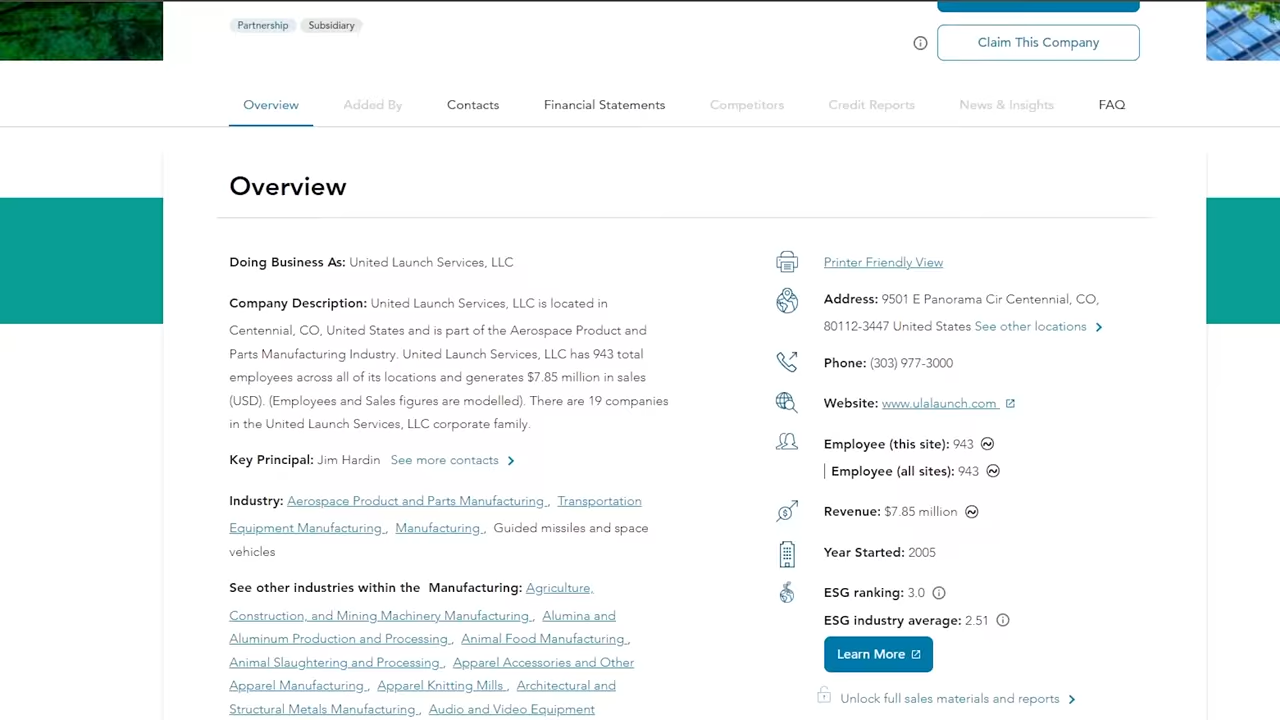 Partnership Subsidiary
Claim This Company
Overview Added By Contacts Financial Statements Competitors Credit Reports News & Insights FAQ
Overview
Doing Business As: United Launch Services, LLC
Company Description: United Launch Services, LLC is located in
Centennial, CO, United States and is part of the Aerospace Product and
Parts Manufacturing Industry. United Launch Services, LLC has 943 total
employees across all of its locations and generates $7.85 million in sales
(USD). (Employees and Sales figures are modelled). There are 19 companies
in the United Launch Services, LLC corporate family.
Key Principal: Jim Hardin See more contacts
Industry: Aerospace Product and Parts Manufacturing , Transportation
Equipment Manufacturing , Manufacturing , Guided missiles and space
vehicles
See other industries within the Manufacturing: Agriculture,
Construction, and Mining Machinery Manufacturing , Alumina and
Aluminum Production and Processing , Animal Food Manufacturing ,
Animal Slaughtering and Processing , Apparel Accessories and Other
Apparel Manufacturing , Apparel Knitting Mills , Architectural and
Structural Metals Manufacturing , Audio and Video Equipment
Printer Friendly View
Address: 9501 E Panorama Cir Centennial, CO,
80112-3447 United States See other locations
Phone: (303) 977-3000
Website: www.ulalaunch.com
Employee (this site): 943
Employee (all sites): 943
Revenue: $7.85 million
Year Started: 2005
ESG ranking: 3.0
ESG industry average: 2.51
Learn More
Unlock full sales materials and reports